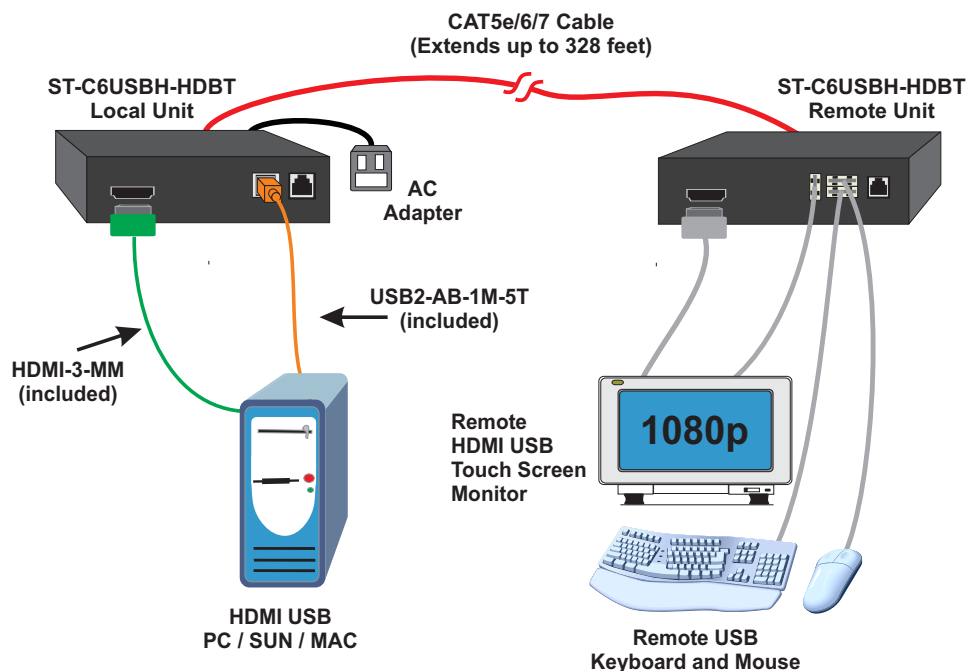 CAT5e/6/7 Cable
(Extends up to 328 feet)
ST-C6USBH-HDBT
Local Unit
ST-C6USBH-HDBT
Remote Unit
AC
Adapter
USB2-AB-1M-5T
(included)
HDMI-3-MM
(included)
Remote
HDMI USB
Touch Screen
Monitor
1080p
HDMI USB
PC / SUN / MAC
Remote USB
Keyboard and Mouse